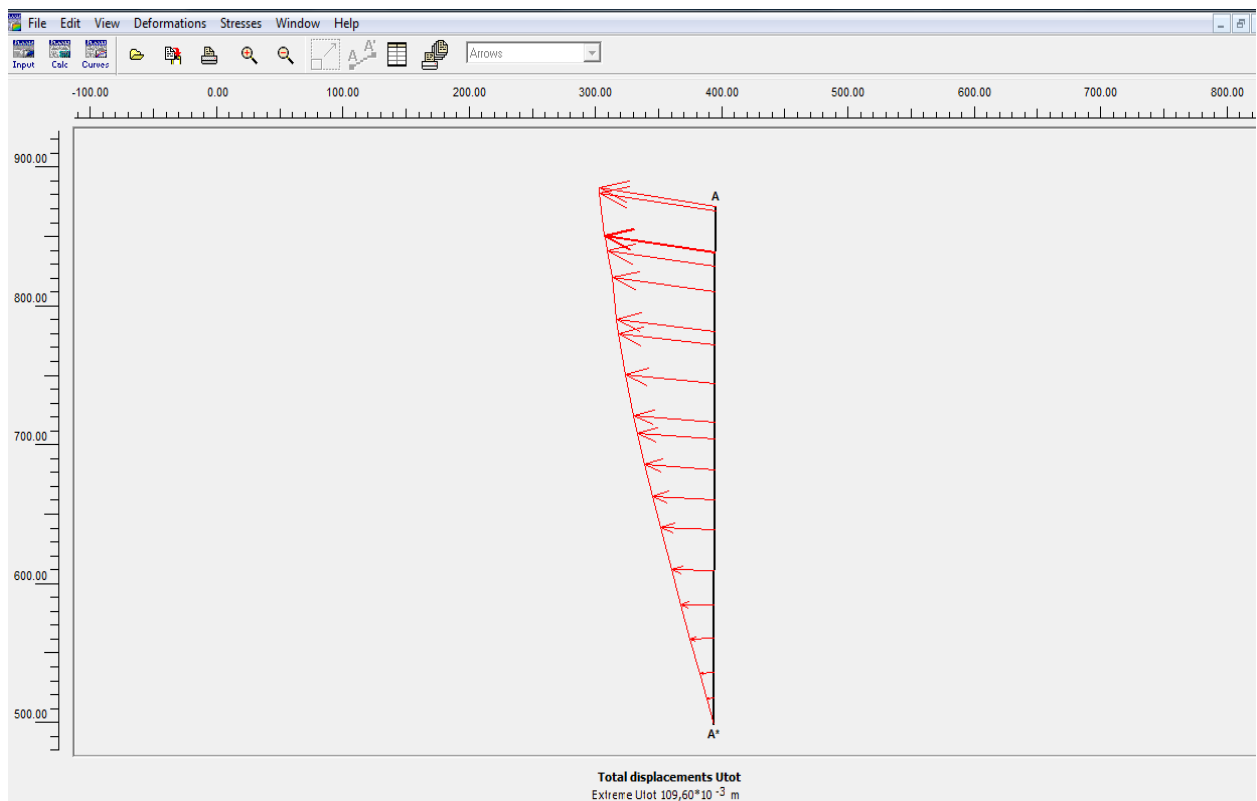 File Edit View Deformations Stresses Window Help
Input Calc Curves A A' Arrows
-100.00 0.00 100.00 200.00 300.00 400.00 500.00 600.00 700.00 800.00
900.00
A
800.00
700.00
600.00
500.00
A*
Total displacements Utot
Extreme Utot 109,60*10 -3 m